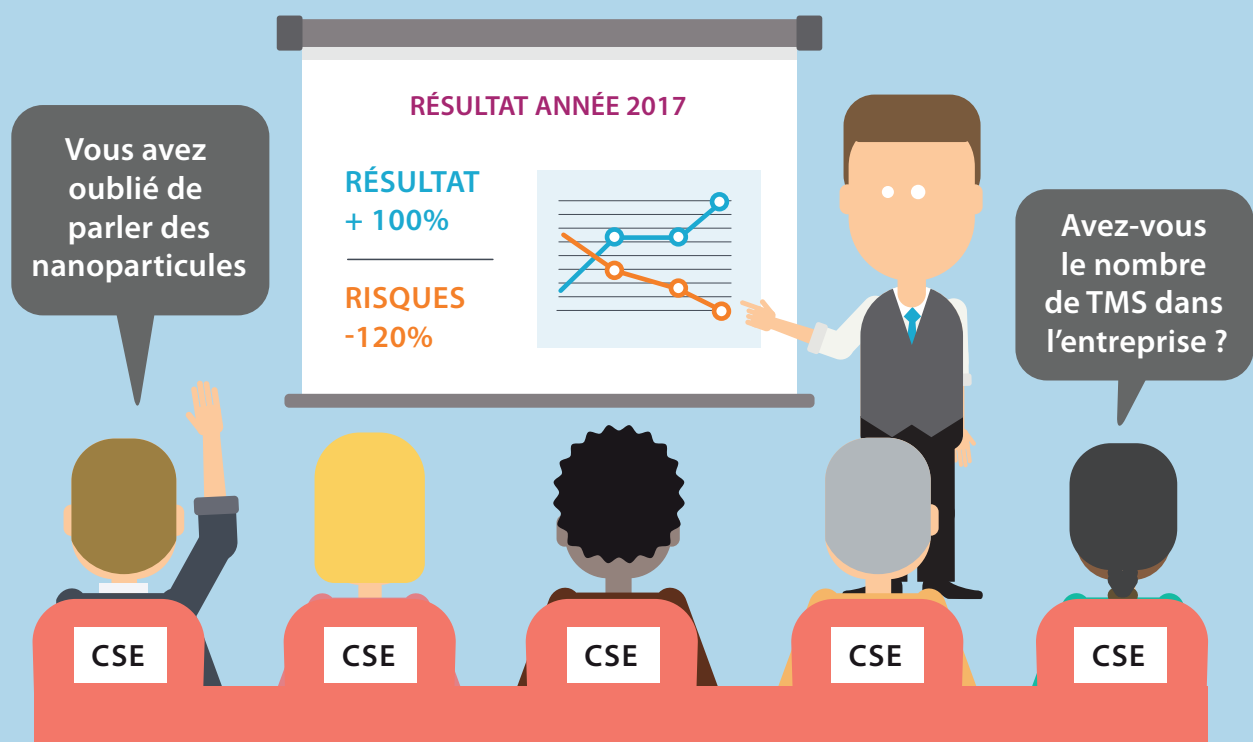 RÉSULTAT ANNÉE 2017
Vous avez
oublié de
parler des
nanoparticules
RÉSULTAT
+ 100%
RISQUES
-120%
Avez-vous
le nombre
de TMS dans
l’entreprise ?
CSE
CSE
CSE
CSE
CSE